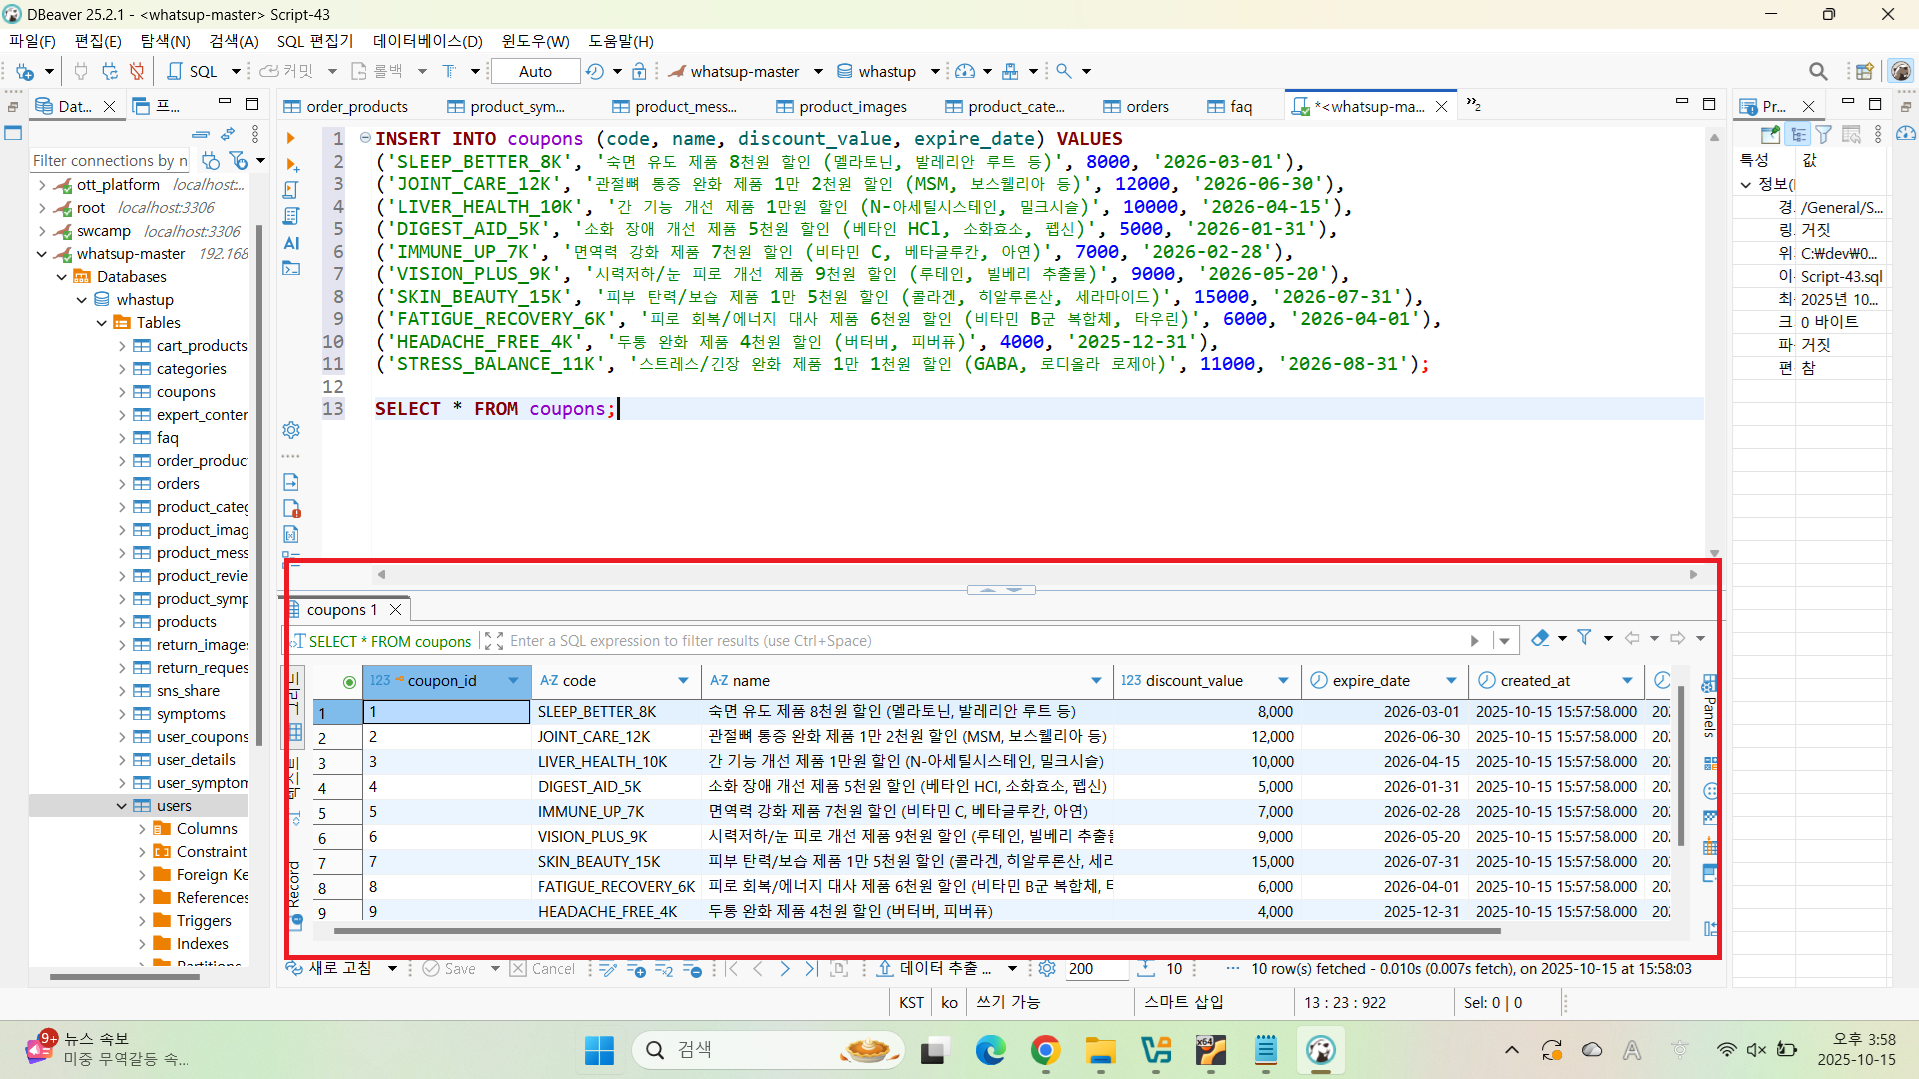 DBeaver 25.2.1 - <whatsup-master> Script-43
파일(F) 편집(E) 탐색(N) 검색(A) SQL 편집기 데이터베이스(D) 윈도우(W) 도움말(H)
SQL 커밋 롤백 T Auto whatsup-master whastup
Dat... 프... order_products product_sym... product_mess... product_images product_cate... orders faq *<whatsup-ma... »2 Pr...
Filter connections by n
ott_platform localhost:...
root localhost:3306
swcamp localhost:3306
whatsup-master 192.168
Databases
whastup
Tables
cart_products
categories
coupons
expert_conter
faq
order_produc
orders
product_categ
product_imag
product_mess
product_revie
product_symp
products
return_images
return_reques
sns_share
symptoms
user_coupons
user_details
user_symptom
users
Columns
Constraint
Foreign Ke
References
Triggers
Indexes
1 INSERT INTO coupons (code, name, discount_value, expire_date) VALUES
2 ('SLEEP_BETTER_8K', '숙면 유도 제품 8천원 할인 (멜라토닌, 발레리안 루트 등)', 8000, '2026-03-01'),
3 ('JOINT_CARE_12K', '관절뼈 통증 완화 제품 1만 2천원 할인 (MSM, 보스웰리아 등)', 12000, '2026-06-30'),
4 ('LIVER_HEALTH_10K', '간 기능 개선 제품 1만원 할인 (N-아세틸시스테인, 밀크시슬)', 10000, '2026-04-15'),
5 ('DIGEST_AID_5K', '소화 장애 개선 제품 5천원 할인 (베타인 HCl, 소화효소, 펩신)', 5000, '2026-01-31'),
6 ('IMMUNE_UP_7K', '면역력 강화 제품 7천원 할인 (비타민 C, 베타글루칸, 아연)', 7000, '2026-02-28'),
7 ('VISION_PLUS_9K', '시력저하/눈 피로 개선 제품 9천원 할인 (루테인, 빌베리 추출물)', 9000, '2026-05-20'),
8 ('SKIN_BEAUTY_15K', '피부 탄력/보습 제품 1만 5천원 할인 (콜라겐, 히알루론산, 세라마이드)', 15000, '2026-07-31'),
9 ('FATIGUE_RECOVERY_6K', '피로 회복/에너지 대사 제품 6천원 할인 (비타민 B군 복합체, 타우린)', 6000, '2026-04-01'),
10 ('HEADACHE_FREE_4K', '두통 완화 제품 4천원 할인 (버터버, 피버퓨)', 4000, '2025-12-31'),
11 ('STRESS_BALANCE_11K', '스트레스/긴장 완화 제품 1만 1천원 할인 (GABA, 로디올라 로제아)', 11000, '2026-08-31');
12
13 SELECT * FROM coupons;
AI
특성 값
정보(
경. /General/S...
링. 거짓
위. C:₩dev₩0...
이. Script-43.sql
최. 2025년 10...
크. 0 바이트
파. 거짓
편. 참
coupons 1
SELECT * FROM coupons Enter a SQL expression to filter results (use Ctrl+Space)
그리드
텍스트
Record
Panels
123 coupon_id A-Z code A-Z name 123 discount_value expire_date created_at
1 1 SLEEP_BETTER_8K 숙면 유도 제품 8천원 할인 (멜라토닌, 발레리안 루트 등) 8,000 2026-03-01 2025-10-15 15:57:58.000 202
2 2 JOINT_CARE_12K 관절뼈 통증 완화 제품 1만 2천원 할인 (MSM, 보스웰리아 등) 12,000 2026-06-30 2025-10-15 15:57:58.000 202
3 3 LIVER_HEALTH_10K 간 기능 개선 제품 1만원 할인 (N-아세틸시스테인, 밀크시슬) 10,000 2026-04-15 2025-10-15 15:57:58.000 202
4 4 DIGEST_AID_5K 소화 장애 개선 제품 5천원 할인 (베타인 HCl, 소화효소, 펩신) 5,000 2026-01-31 2025-10-15 15:57:58.000 202
5 5 IMMUNE_UP_7K 면역력 강화 제품 7천원 할인 (비타민 C, 베타글루칸, 아연) 7,000 2026-02-28 2025-10-15 15:57:58.000 202
6 6 VISION_PLUS_9K 시력저하/눈 피로 개선 제품 9천원 할인 (루테인, 빌베리 추출물 9,000 2026-05-20 2025-10-15 15:57:58.000 202
7 7 SKIN_BEAUTY_15K 피부 탄력/보습 제품 1만 5천원 할인 (콜라겐, 히알루론산, 세라 15,000 2026-07-31 2025-10-15 15:57:58.000 202
8 8 FATIGUE_RECOVERY_6K 피로 회복/에너지 대사 제품 6천원 할인 (비타민 B군 복합체, 타 6,000 2026-04-01 2025-10-15 15:57:58.000 202
9 9 HEADACHE_FREE_4K 두통 완화 제품 4천원 할인 (버터버, 피버퓨) 4,000 2025-12-31 2025-10-15 15:57:58.000 202
새로 고침 Save Cancel 데이터 추출 ... 200 10 ... 10 row(s) fetched - 0.010s (0.007s fetch), on 2025-10-15 at 15:58:03
KST ko 쓰기 가능 스마트 삽입 13 : 23 : 922 Sel: 0 | 0
9+ 뉴스 속보
미중 무역갈등 속...
검색
x64
A
오후 3:58
2025-10-15